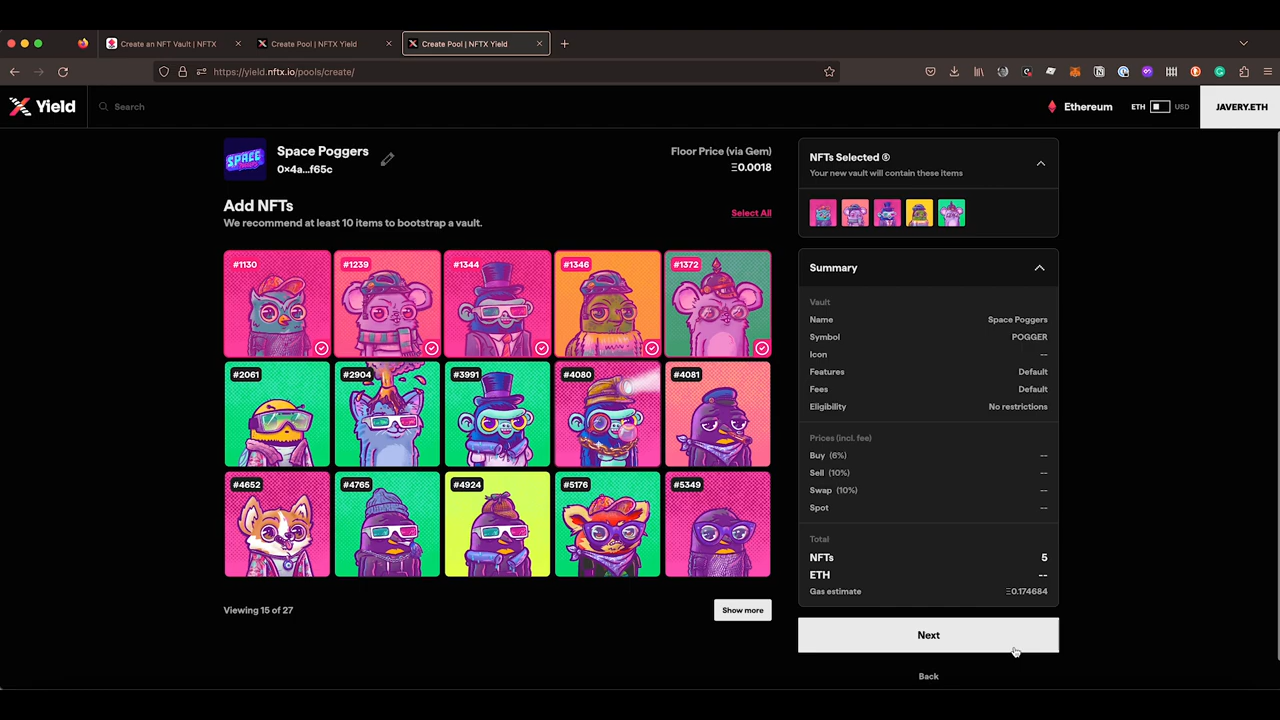 Create an NFT Vault | NFTX
Create Pool | NFTX Yield
Create Pool | NFTX Yield
https://yield.nftx.io/pools/create/
Yield
Search
Ethereum
ETH
USD
JAVERY.ETH
SPACE
Space Poggers
0×4a...f65c
Floor Price (via Gem)
Ξ0.0018
Add NFTs
We recommend at least 10 items to bootstrap a vault.
Select All
#1130
#1239
#1344
#1346
#1372
#2061
#2904
#3991
#4080
#4081
#4652
#4765
#4924
#5176
#5349
Viewing 15 of 27
Show more
NFTs Selected ⑤
Your new vault will contain these items
Summary
Vault
Name Space Poggers
Symbol POGGER
Icon --
Features Default
Fees Default
Eligibility No restrictions
Prices (incl. fee)
Buy (6%) --
Sell (10%) --
Swap (10%) --
Spot --
Total
NFTs 5
ETH --
Gas estimate Ξ0.174684
Next
Back